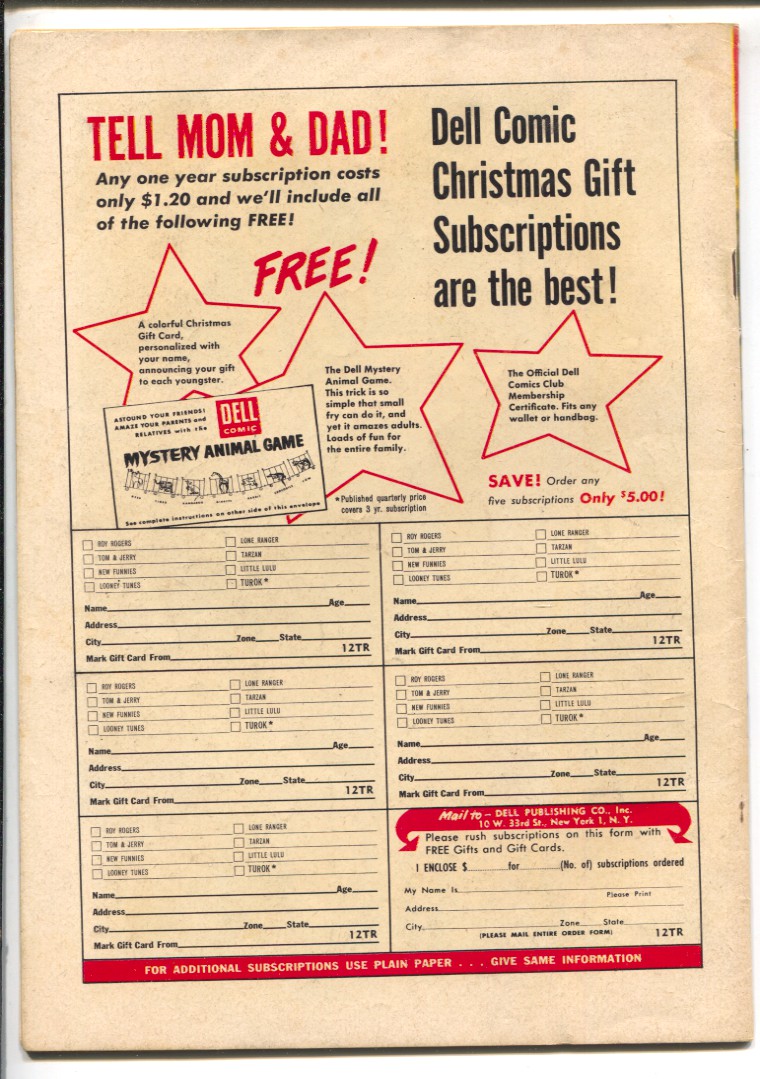 TELL MOM & DAD!
Any one year subscription costs
only $1.20 and we'll include all
of the following FREE!
Dell Comic
Christmas Gift
Subscriptions
are the best!
FREE!
A colorful Christmas
Gift Card,
personalized with
your name,
announcing your gift
to each youngster.
The Dell Mystery
Animal Game.
This trick is so
simple that small
fry can do it, and
yet it amazes adults.
Loads of fun for
the entire family.
The Official Dell
Comics Club
Membership
Certificate. Fits any
wallet or handbag.
ASTOUND YOUR FRIENDS!
AMAZE YOUR PARENTS and
RELATIVES with the
DELL
COMIC
MYSTERY ANIMAL GAME
See complete instructions on other side of this envelope
*Published quarterly price
covers 3 yr. subscription
SAVE! Order any
five subscriptions Only $5.00!
ROY ROGERS LONE RANGER
TOM & JERRY TARZAN
NEW FUNNIES LITTLE LULU
LOONEY TUNES TUROK*
Name Age
Address
City Zone State
12TR
Mark Gift Card From
ROY ROGERS LONE RANGER
TOM & JERRY TARZAN
NEW FUNNIES LITTLE LULU
LOONEY TUNES TUROK*
Name Age
Address
City Zone State
12TR
Mark Gift Card From
ROY ROGERS LONE RANGER
TOM & JERRY TARZAN
NEW FUNNIES LITTLE LULU
LOONEY TUNES TUROK*
Name Age
Address
City Zone State
12TR
Mark Gift Card From
ROY ROGERS LONE RANGER
TOM & JERRY TARZAN
NEW FUNNIES LITTLE LULU
LOONEY TUNES TUROK*
Name Age
Address
City Zone State
12TR
Mark Gift Card From
ROY ROGERS LONE RANGER
TOM & JERRY TARZAN
NEW FUNNIES LITTLE LULU
LOONEY TUNES TUROK*
Name Age
Address
City Zone State
12TR
Mark Gift Card From
Mail to — DELL PUBLISHING CO., Inc.
10 W. 33rd St., New York 1, N. Y.
Please rush subscriptions on this form with
FREE Gifts and Gift Cards.
I ENCLOSE $ for (No. of) subscriptions ordered
My Name Is
Please Print
Address
City Zone State
(PLEASE MAIL ENTIRE ORDER FORM) 12TR
FOR ADDITIONAL SUBSCRIPTIONS USE PLAIN PAPER . . . GIVE SAME INFORMATION